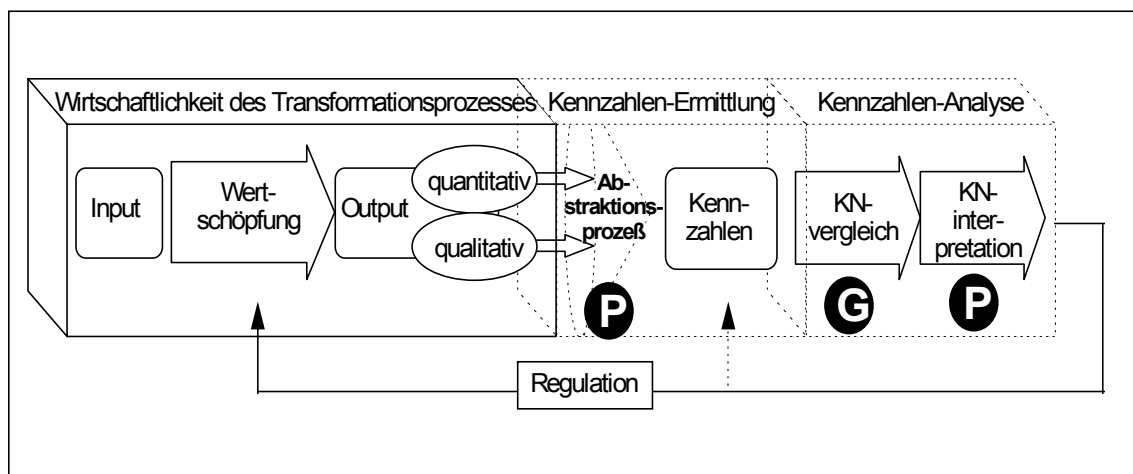 Wirtschaftlichkeit des Transformationsprozesses
Kennzahlen-Ermittlung
Kennzahlen-Analyse
Input
Wert-
schöpfung
Output
quantitativ
qualitativ
Ab-
straktions-
prozeß
Kenn-
zahlen
KN-
vergleich
KN-
inter-
pretation
P
G
P
Regulation